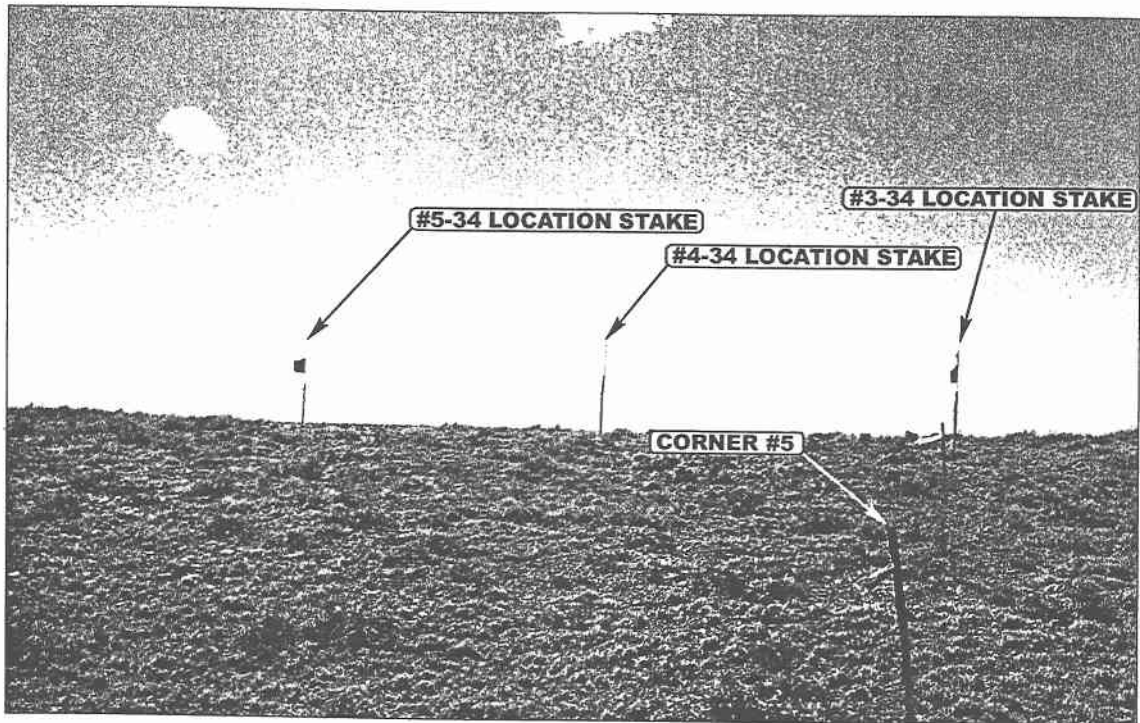 #3-34 LOCATION STAKE
#5-34 LOCATION STAKE
#4-34 LOCATION STAKE
CORNER #5